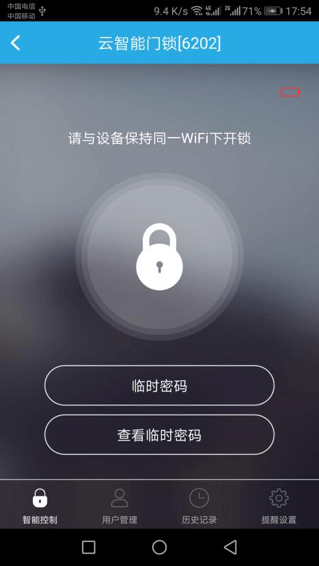 中国电信
中国移动
9.4 K/s 4G 2G 71% 17:54
云智能门锁[6202]
请与设备保持同一WiFi下开锁
临时密码
查看临时密码
智能控制 用户管理 历史记录 提醒设置